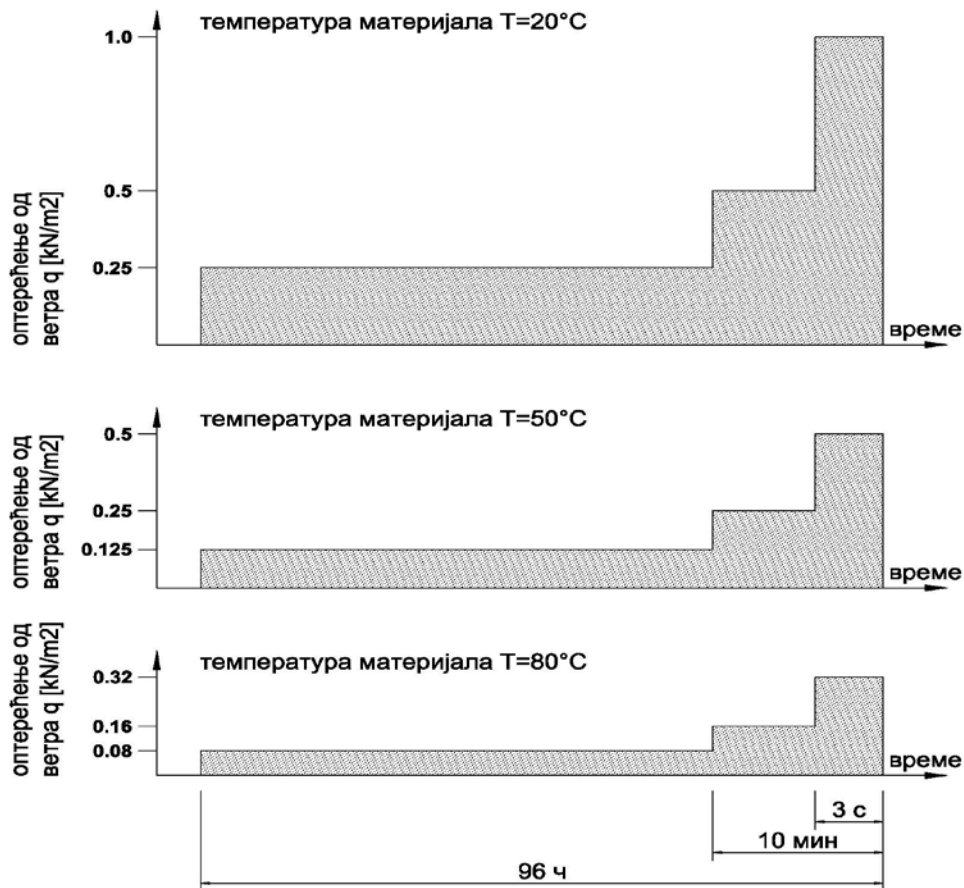 температура материјала T=20°C
1.0
0.5
0.25
оптерећење од
ветра q [kN/m2]
време
температура материјала T=50°C
0.5
0.25
0.125
оптерећење од
ветра q [kN/m2]
време
температура материјала T=80°C
0.32
0.16
0.08
оптерећење од
ветра q [kN/m2]
време
3 с
10 мин
96 ч